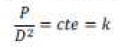 P/D² = cte = k